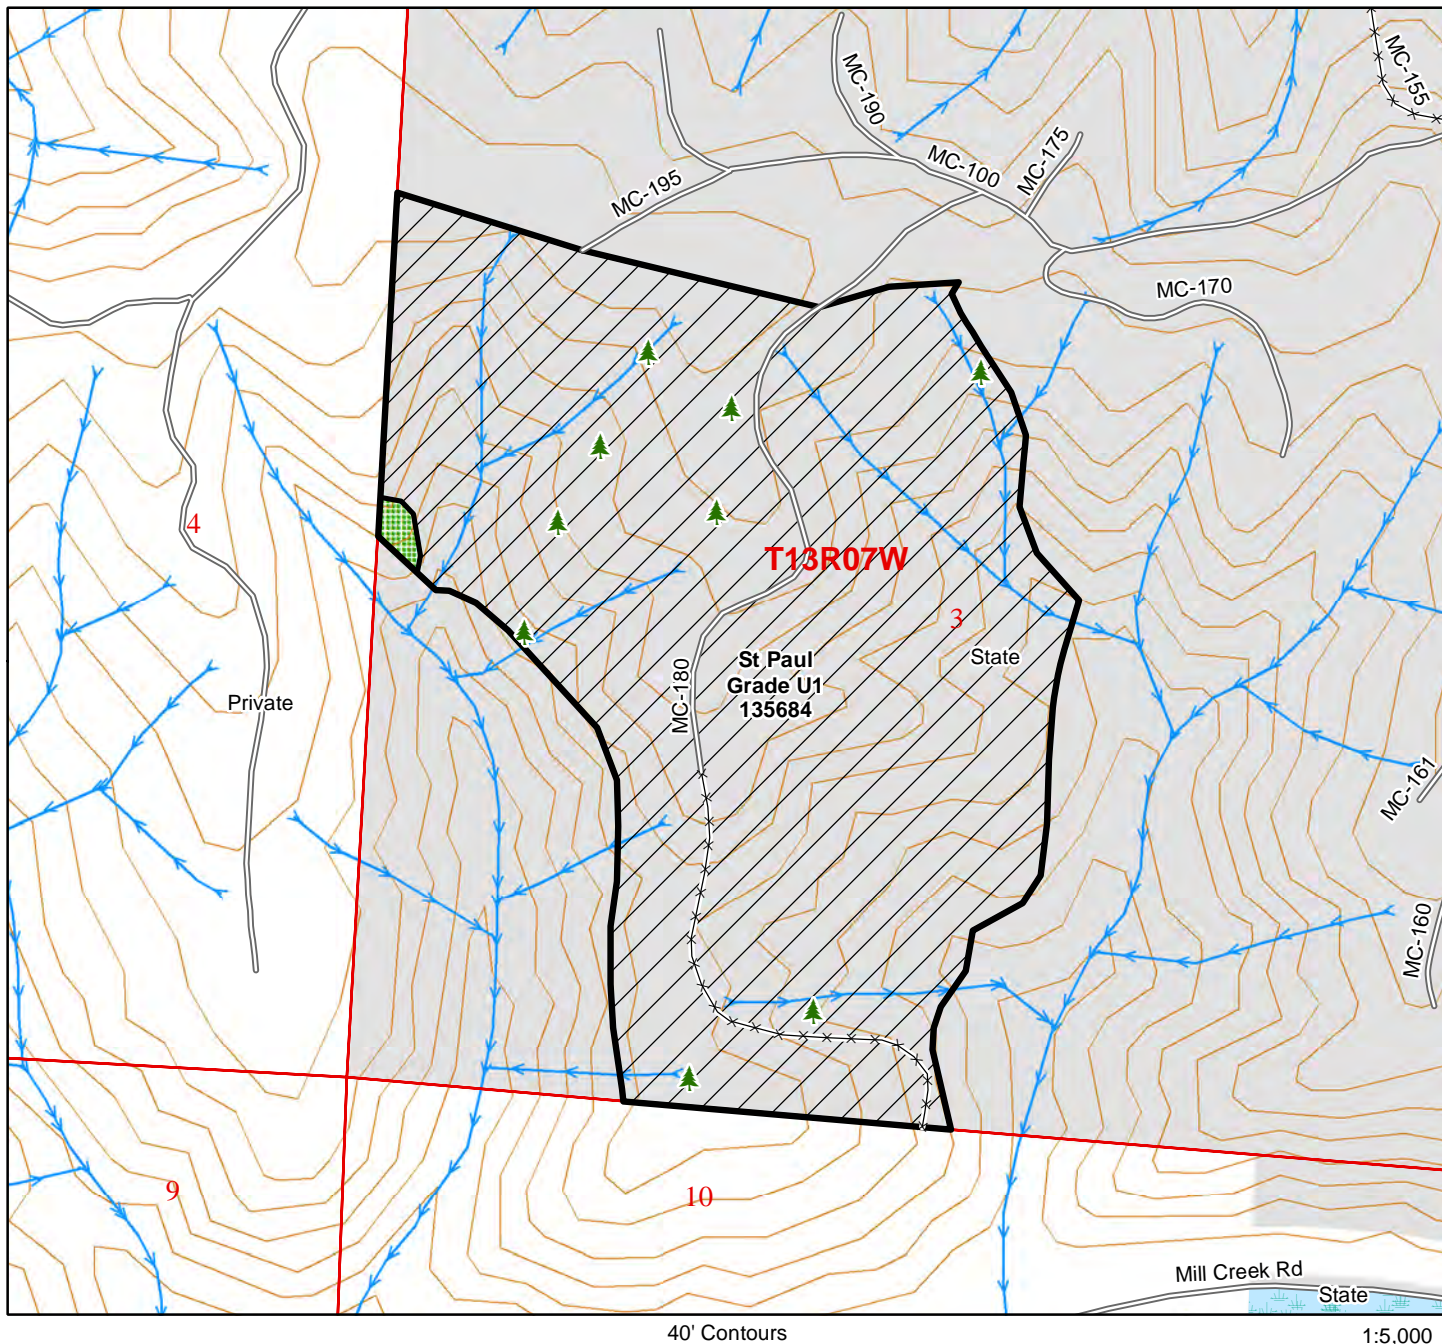 MC-155
MC-190
MC-100
MC-175
MC-195
MC-170
4
T13R07W
3
State
St Paul
Grade U1
135684
MC-180
Private
MC-161
MC-160
9
10
Mill Creek Rd
State
40' Contours
1:5,000